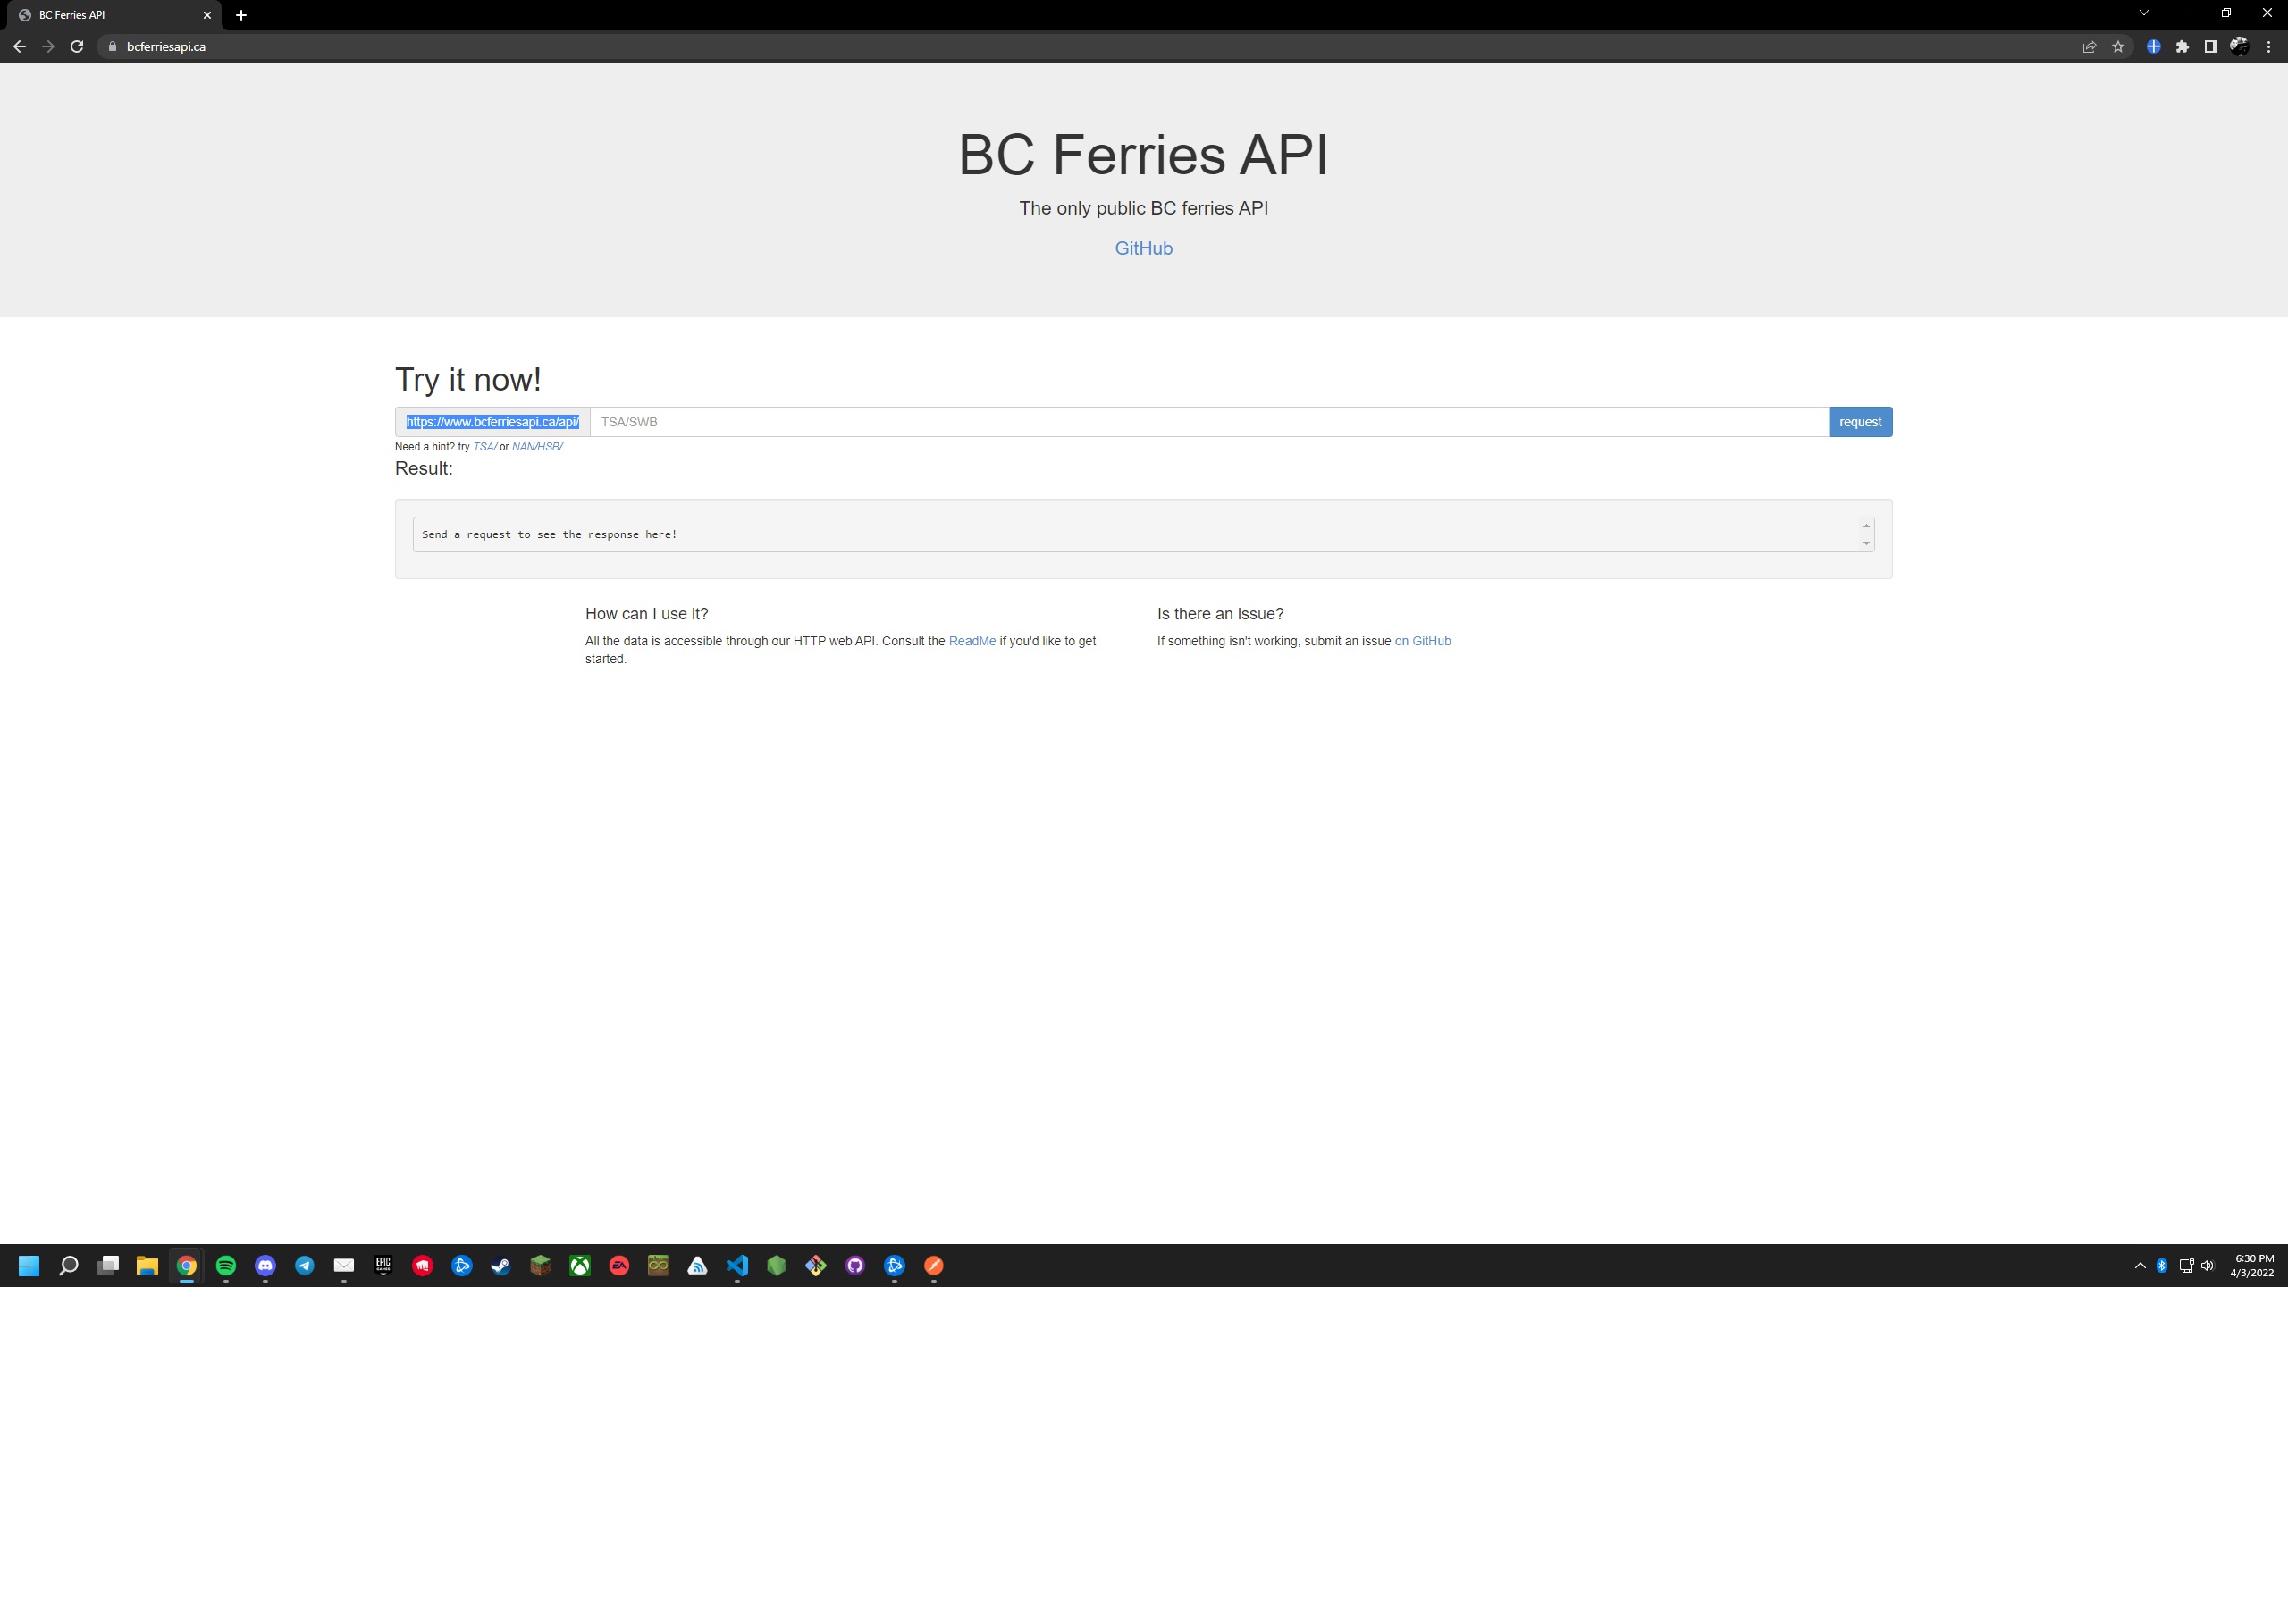 BC Ferries API
bcferriesapi.ca
BC Ferries API
The only public BC ferries API
GitHub
Try it now!
https://www.bcferriesapi.ca/api/ TSA/SWB request
Need a hint? try TSA/ or NAN/HSB/
Result:
Send a request to see the response here!
How can I use it?
All the data is accessible through our HTTP web API. Consult the ReadMe if you'd like to get
started.
Is there an issue?
If something isn't working, submit an issue on GitHub
EPIC
GAMES
EA
6:30 PM
4/3/2022